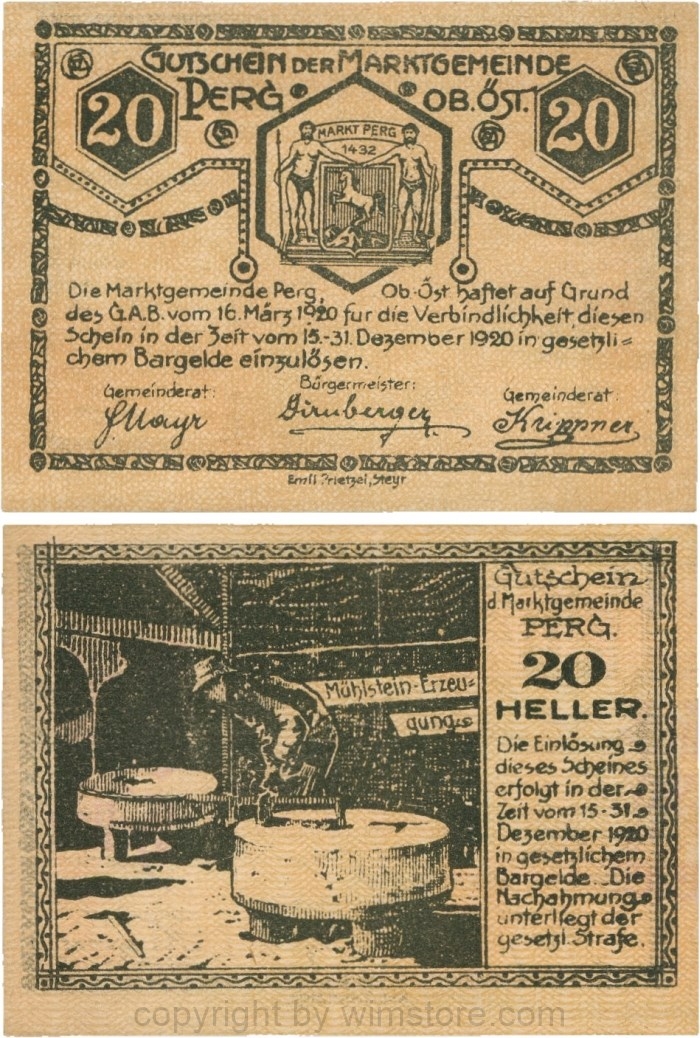 GUTSCHEIN DER MARKTGEMEINDE
20 PERG · OB. ÖST. 20
MARKT PERG
1432
Die Marktgemeinde Perg, Ob. Öst haftet auf Grund
des G.A.B. vom 16. März 1920 für die Verbindlichkeit, diesen
Schein in der Zeit vom 15.-31. Dezember 1920 in gesetzli=
chem Bargelde einzulösen.
Gemeinderat: Bürgermeister: Gemeinderat:
Mayr Dirnberger Krippner
Emil Prietzel, Steyr
Mühlstein-Erzeu=
gung
Gutschein
d. Marktgemeinde
PERG.
20
HELLER.
Die Einlösung
dieses Scheines
erfolgt in der
Zeit vom 15-31.
Dezember 1920
in gesetzlichem
Bargelde. Die
Nachahmung
unterliegt der
gesetzl. Strafe.
copyright by wimstore.com